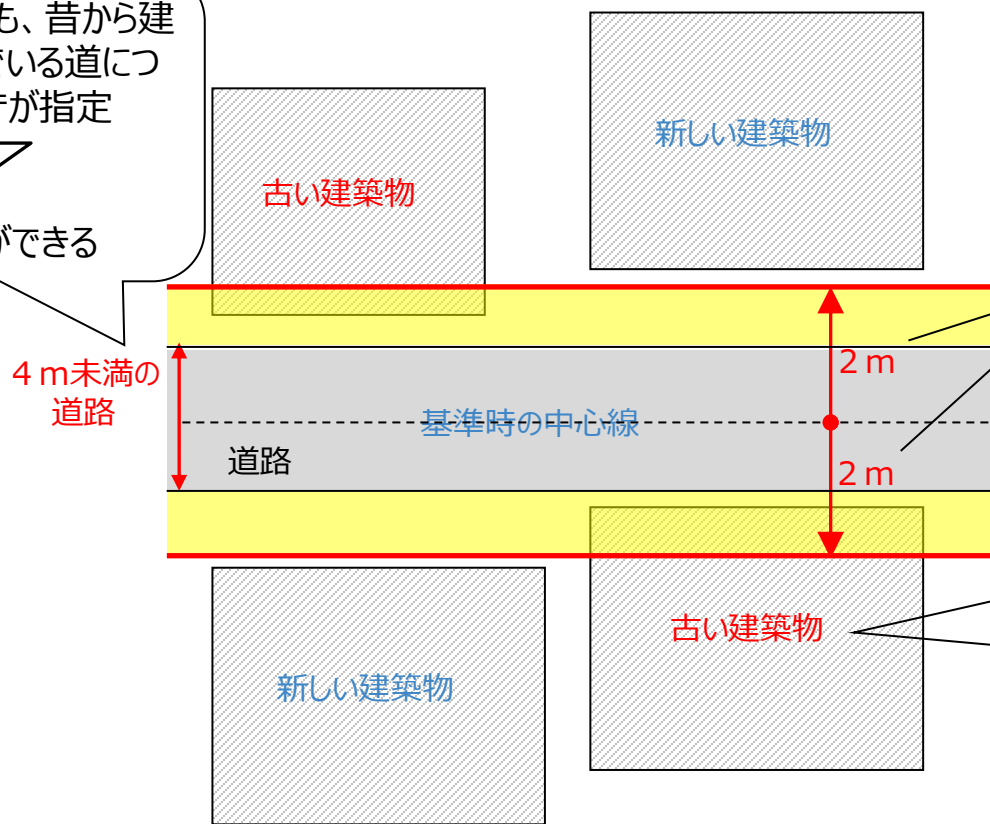 も、昔から建
いる道につ
が指定
ができる
新しい建築物
古い建築物
4m未満の
道路
2m
基準時の中心線
道路
2m
古い建築物
新しい建築物